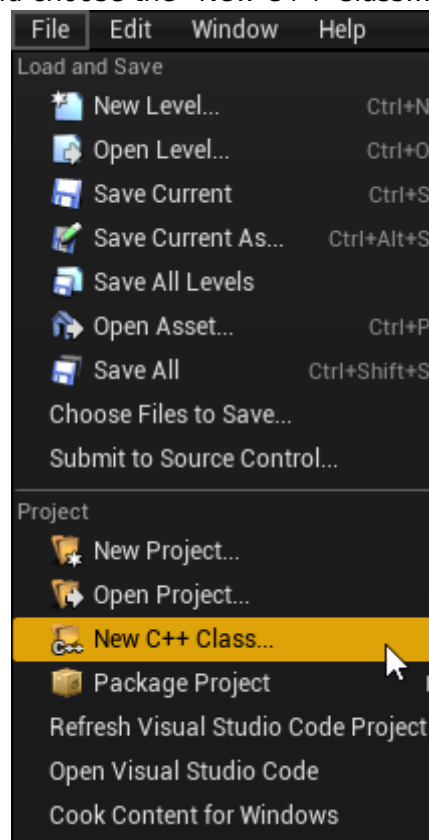 File Edit Window Help
Load and Save
New Level... Ctrl+N
Open Level... Ctrl+O
Save Current Ctrl+S
Save Current As... Ctrl+Alt+S
Save All Levels
Open Asset... Ctrl+P
Save All Ctrl+Shift+S
Choose Files to Save...
Submit to Source Control...
Project
New Project...
Open Project...
C++ New C++ Class...
Package Project
Refresh Visual Studio Code Project
Open Visual Studio Code
Cook Content for Windows